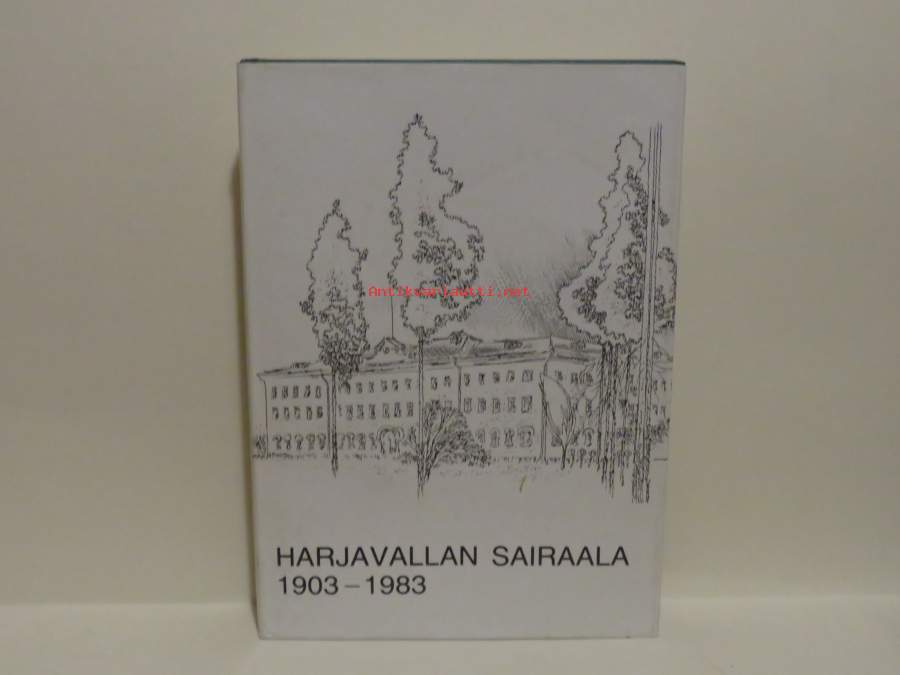 Antikvariaatti.net
HARJAVALLAN SAIRAALA
1903-1983